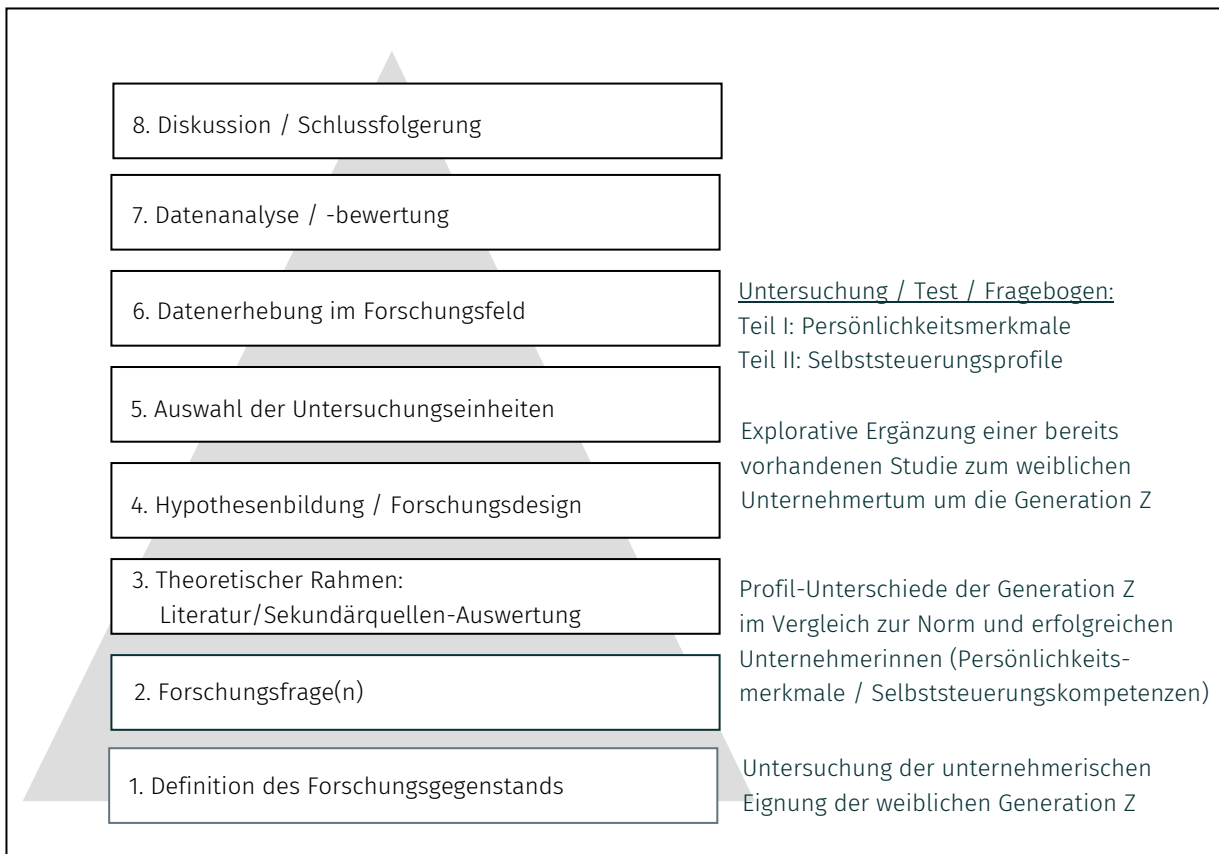 8. Diskussion / Schlussfolgerung
7. Datenanalyse / -bewertung
6. Datenerhebung im Forschungsfeld
Untersuchung / Test / Fragebogen:
Teil I: Persönlichkeitsmerkmale
Teil II: Selbststeuerungsprofile
5. Auswahl der Untersuchungseinheiten
Explorative Ergänzung einer bereits
vorhandenen Studie zum weiblichen
Unternehmertum um die Generation Z
4. Hypothesenbildung / Forschungsdesign
3. Theoretischer Rahmen:
Literatur/Sekundärquellen-Auswertung
Profil-Unterschiede der Generation Z
im Vergleich zur Norm und erfolgreichen
Unternehmerinnen (Persönlichkeits-
merkmale / Selbststeuerungskompetenzen)
2. Forschungsfrage(n)
1. Definition des Forschungsgegenstands
Untersuchung der unternehmerischen
Eignung der weiblichen Generation Z